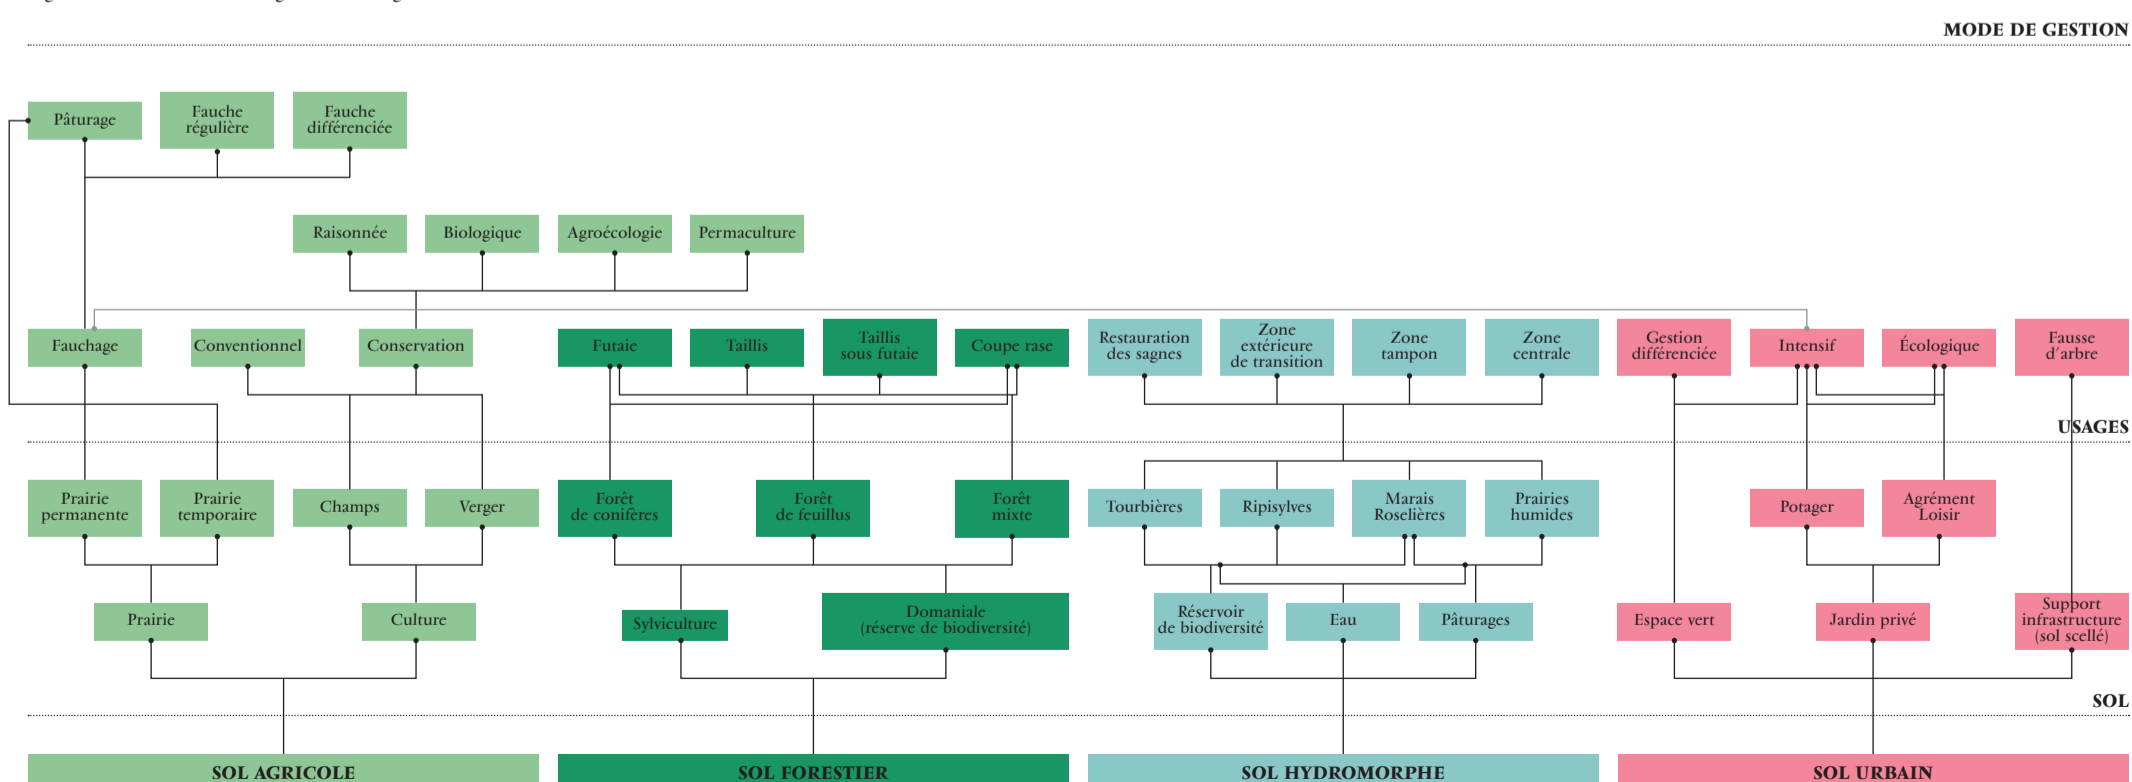 MODE DE GESTION
Pâturage
Fauche
régulière
Fauche
différenciée
Raisonnée
Biologique
Agroécologie
Permaculture
Fauchage
Conventionnel
Conservation
Futaie
Taillis
Taillis
sous futaie
Coupe rase
Restauration
des sagnes
Zone
extérieure
de transition
Zone
tampon
Zone
centrale
Gestion
différenciée
Intensif
Écologique
Fausse
d'arbre
USAGES
Prairie
permanente
Prairie
temporaire
Champs
Verger
Forêt
de conifères
Forêt
de feuillus
Forêt
mixte
Tourbières
Ripisylves
Marais
Roselières
Prairies
humides
Potager
Agrément
Loisir
Prairie
Culture
Sylviculture
Domaniale
(réserve de biodiversité)
Réservoir
de biodiversité
Eau
Pâturages
Espace vert
Jardin privé
Support
infrastructure
(sol scellé)
SOL
SOL AGRICOLE
SOL FORESTIER
SOL HYDROMORPHE
SOL URBAIN